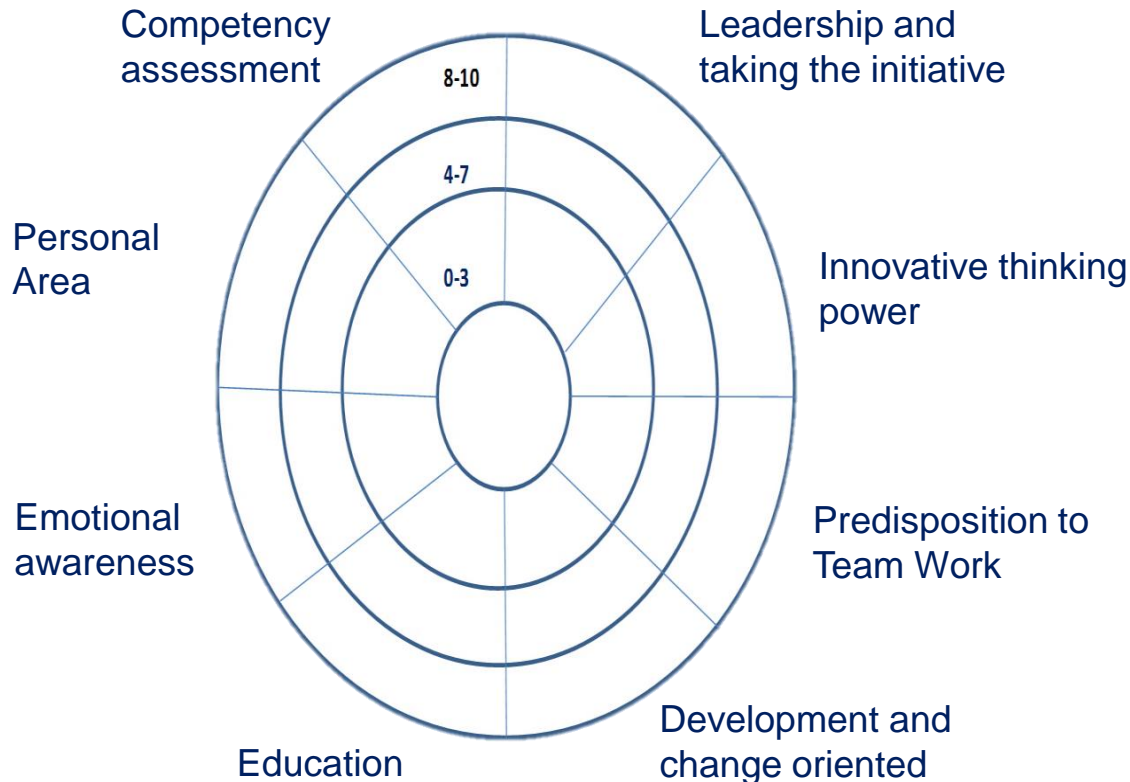 Competency
assessment
Leadership and
taking the initiative
8-10
4-7
Personal
Area
Innovative thinking
power
0-3
Emotional
awareness
Predisposition to
Team Work
Development and
change oriented
Education